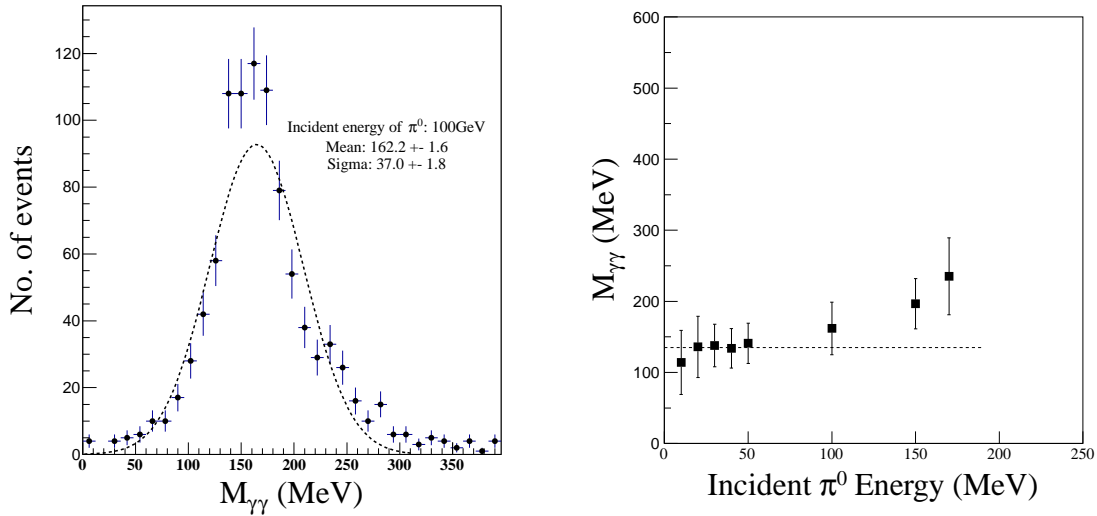 No. of events
120
100
80
60
40
20
0
Incident energy of π⁰: 100GeV
Mean: 162.2 +- 1.6
Sigma: 37.0 +- 1.8
0 50 100 150 200 250 300 350
M_γγ (MeV)
M_γγ (MeV)
600
500
400
300
200
100
0
0 50 100 150 200 250
Incident π⁰ Energy (MeV)